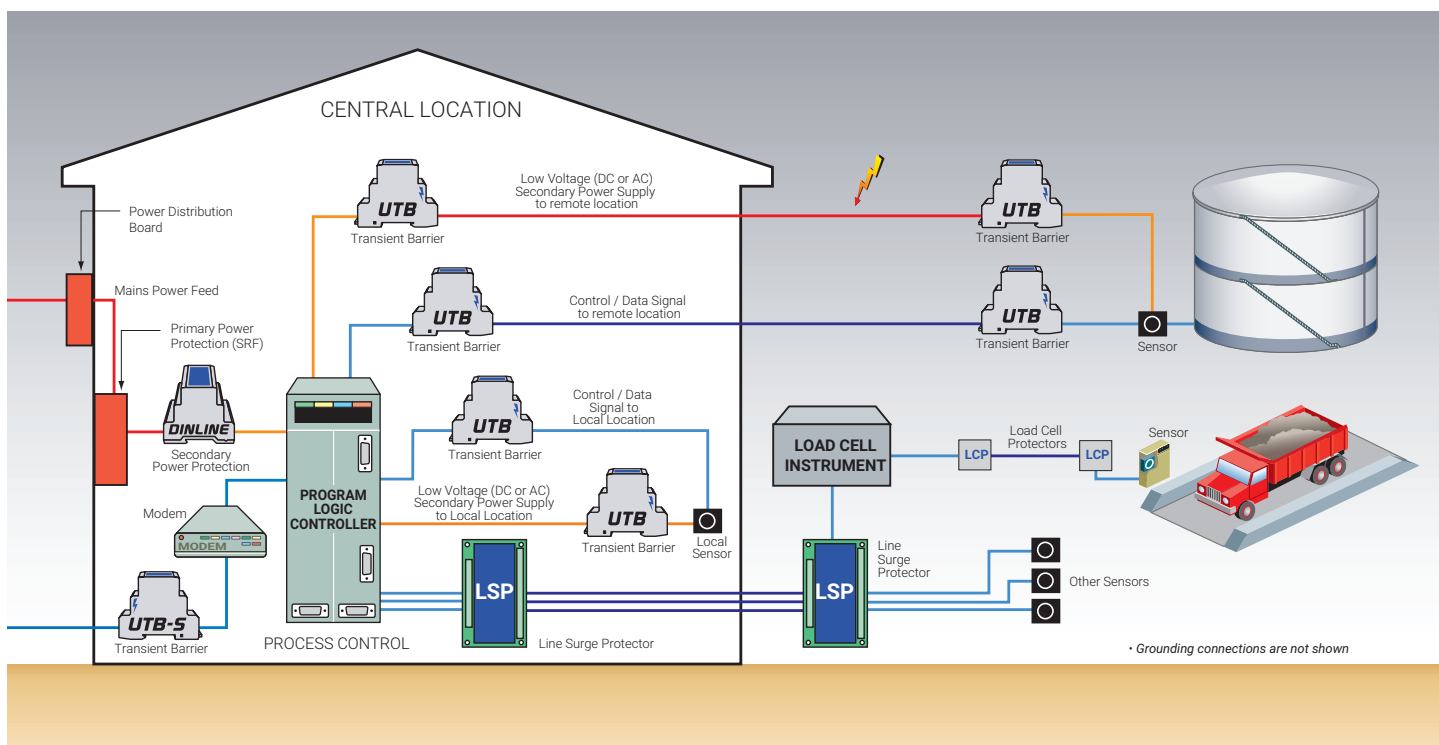 CENTRAL LOCATION
UTB
Transient Barrier
Low Voltage (DC or AC)
Secondary Power Supply
to remote location
UTB
Transient Barrier
Power Distribution
Board
Mains Power Feed
UTB
Transient Barrier
Control / Data Signal
to remote location
UTB
Transient Barrier
Sensor
Primary Power
Protection (SRF)
DINLINE
Secondary
Power Protection
UTB
Transient Barrier
Control / Data
Signal to
Local Location
PROGRAM
LOGIC
CONTROLLER
Low Voltage (DC or AC)
Secondary Power Supply
to Local Location
UTB
Transient Barrier
Local
Sensor
Modem
MODEM
UTB-S
Transient Barrier
PROCESS CONTROL
LSP
Line Surge Protector
LOAD CELL
INSTRUMENT
LCP
Load Cell
Protectors
LCP
Sensor
LSP
Line
Surge
Protector
Other Sensors
• Grounding connections are not shown